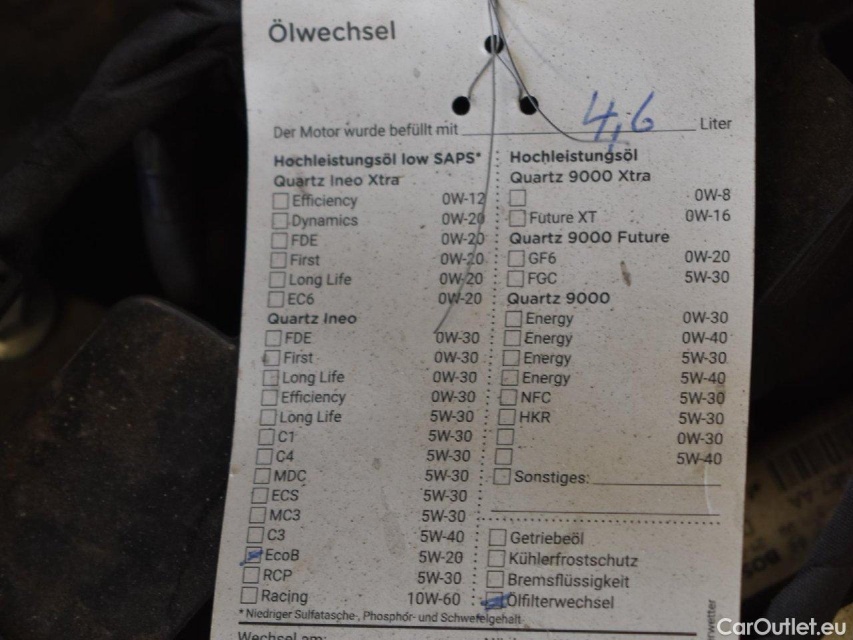 Ölwechsel
Der Motor wurde befüllt mit 4,6 Liter
Hochleistungsöl low SAPS*
Quartz Ineo Xtra
Efficiency 0W-12
Dynamics 0W-20
FDE 0W-20
First 0W-20
Long Life 0W-20
EC6 0W-20
Quartz Ineo
FDE 0W-30
First 0W-30
Long Life 0W-30
Efficiency 0W-30
Long Life 5W-30
C1 5W-30
C4 5W-30
MDC 5W-30
ECS 5W-30
MC3 5W-30
C3 5W-40
EcoB 5W-20
RCP 5W-30
Racing 10W-60
* Niedriger Sulfatasche-, Phosphor- und Schwefelgehalt
Hochleistungsöl
Quartz 9000 Xtra
0W-8
Future XT 0W-16
Quartz 9000 Future
GF6 0W-20
FGC 5W-30
Quartz 9000
Energy 0W-30
Energy 0W-40
Energy 5W-30
Energy 5W-40
NFC 5W-30
HKR 5W-30
0W-30
5W-40
Sonstiges:
Getriebeöl
Kühlerfrostschutz
Bremsflüssigkeit
Ölfilterwechsel
Wechsel am:
CarOutlet.eu